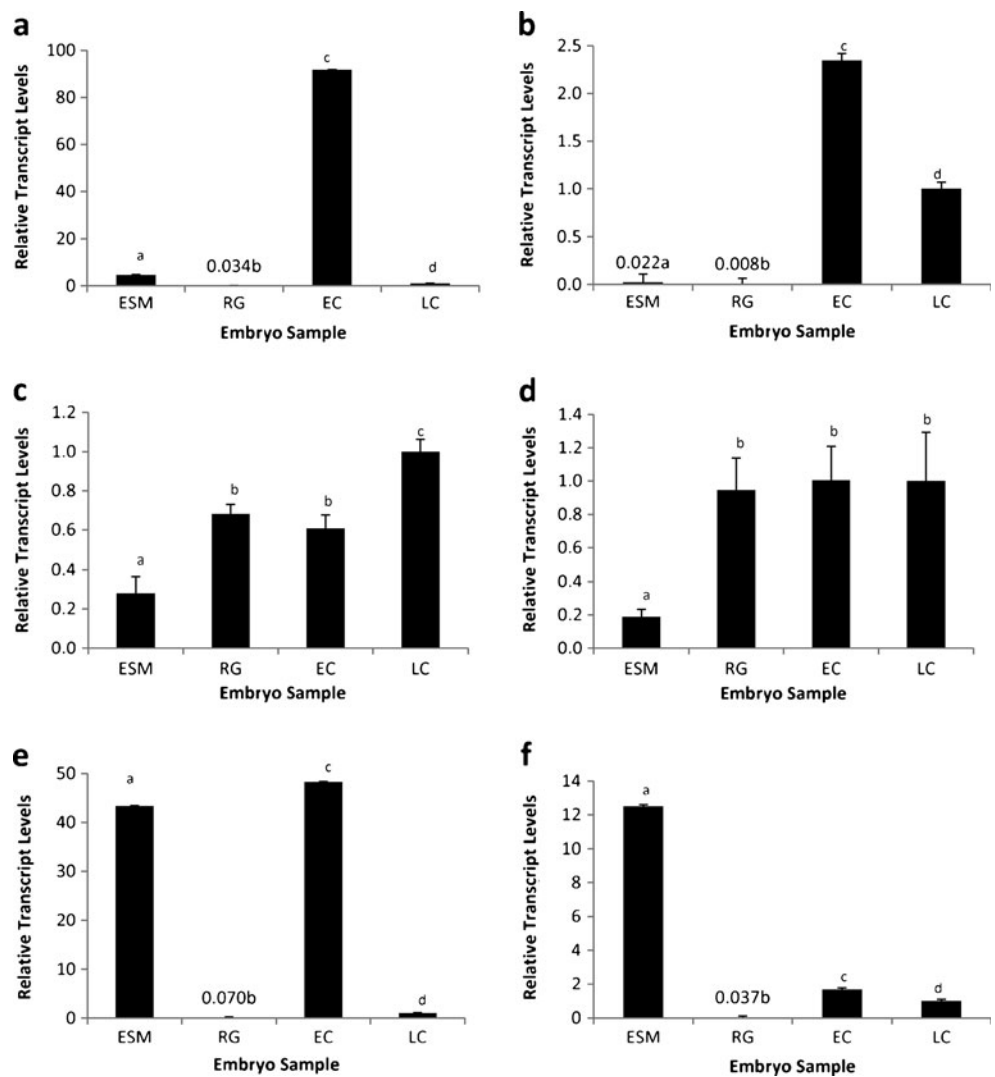 a
Relative Transcript Levels
100
80
60
40
20
0
a
0.034b
c
d
ESM RG EC LC
Embryo Sample
b
Relative Transcript Levels
2.5
2.0
1.5
1.0
0.5
0.0
0.022a
0.008b
c
d
ESM RG EC LC
Embryo Sample
c
Relative Transcript Levels
1.2
1.0
0.8
0.6
0.4
0.2
0.0
a
b
b
c
ESM RG EC LC
Embryo Sample
d
Relative Transcript Levels
1.4
1.2
1.0
0.8
0.6
0.4
0.2
0.0
a
b
b
b
ESM RG EC LC
Embryo Sample
e
Relative Transcript Levels
50
40
30
20
10
0
a
0.070b
c
d
ESM RG EC LC
Embryo Sample
f
Relative Transcript Levels
14
12
10
8
6
4
2
0
a
0.037b
c
d
ESM RG EC LC
Embryo Sample